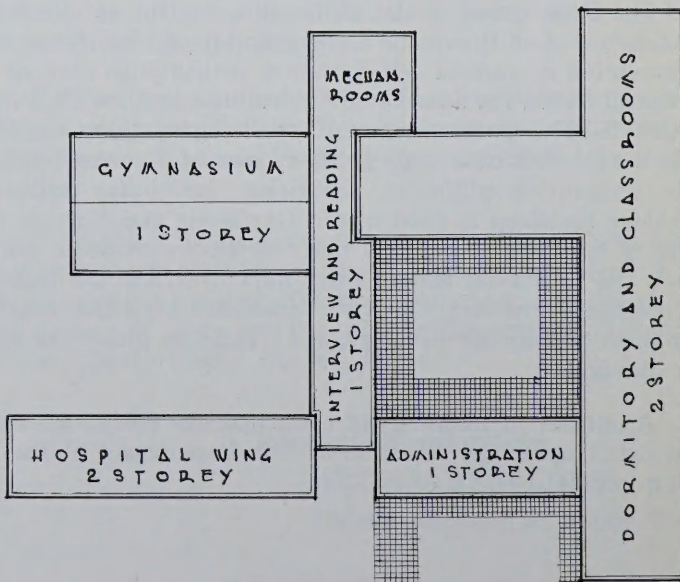 MECHAN.
ROOMS
GYMNASIUM
1 STOREY
INTERVIEW AND READING
1 STOREY
DORMITORY AND CLASSROOMS
2 STOREY
HOSPITAL WING
2 STOREY
ADMINISTRATION
1 STOREY